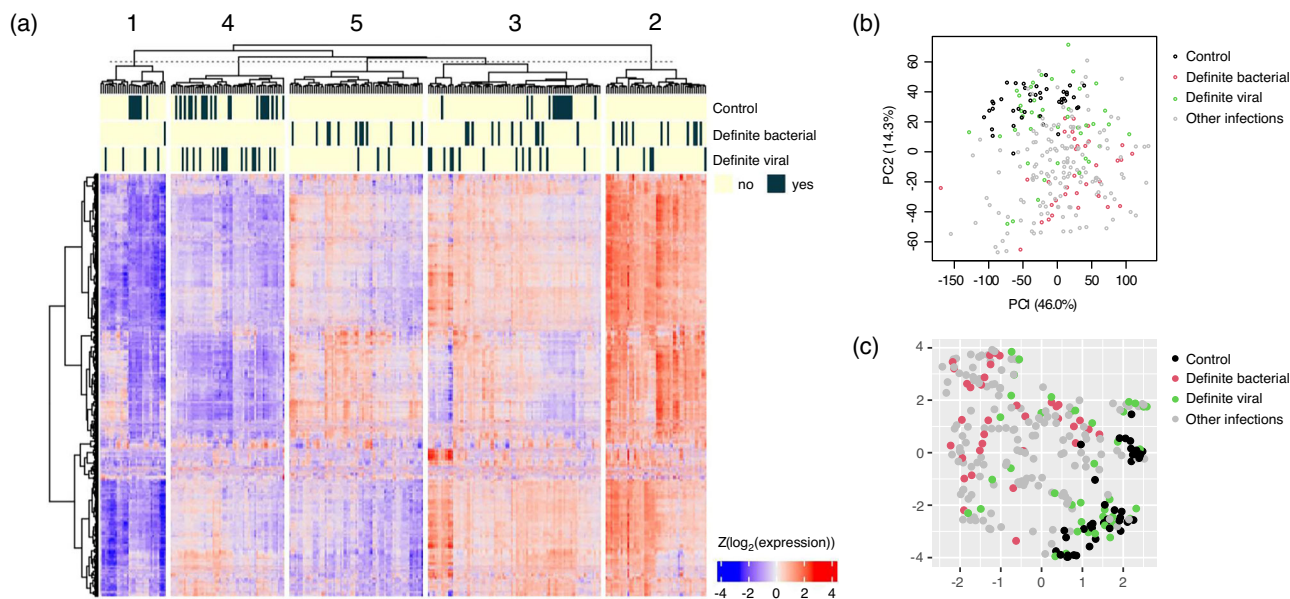 (a)
1 4 5 3 2
Control
Definite bacterial
Definite viral
no yes
Z(log2(expression))
-4 -2 0 2 4
(b)
60
40
20
0
-20
-40
-60
PC2 (14.3%)
-150 -100 -50 0 50 100
PCI (46.0%)
Control
Definite bacterial
Definite viral
Other infections
(c)
4
2
0
-2
-4
-2 -1 0 1 2
Control
Definite bacterial
Definite viral
Other infections